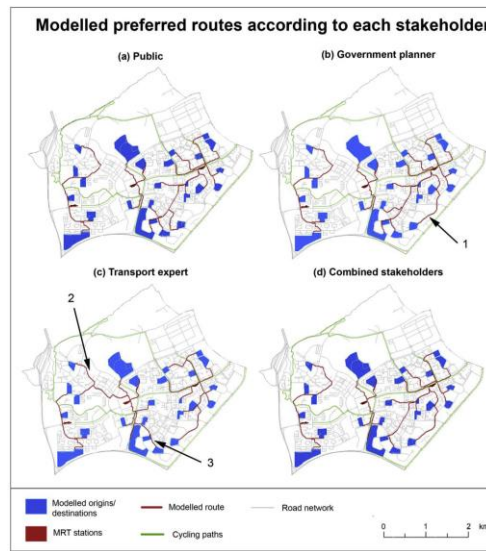 Modelled preferred routes according to each stakeholder
(a) Public
(b) Government planner
1
(c) Transport expert
(d) Combined stakeholders
2
3
Modelled origins/
destinations
Modelled route
Road network
MRT stations
Cycling paths
0 1 2 km